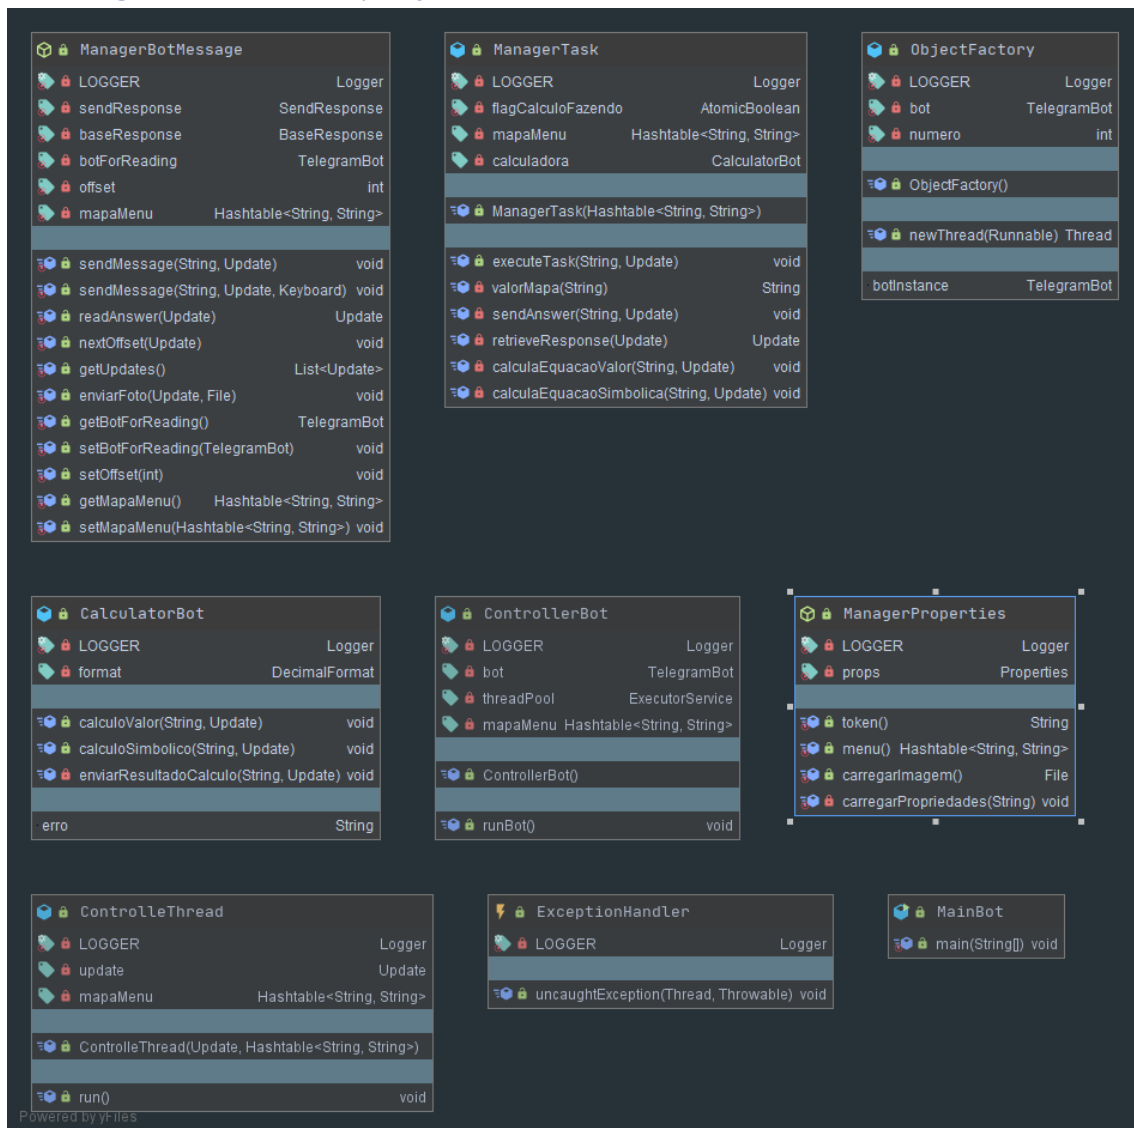 ManagerBotMessage
LOGGER Logger
sendResponse SendResponse
baseResponse BaseResponse
botForReading TelegramBot
offset int
mapaMenu Hashtable<String, String>
sendMessage(String, Update) void
sendMessage(String, Update, Keyboard) void
readAnswer(Update) Update
nextOffset(Update) void
getUpdates() List<Update>
enviarFoto(Update, File) void
getBotForReading() TelegramBot
setBotForReading(TelegramBot) void
setOffset(int) void
getMapaMenu() Hashtable<String, String>
setMapaMenu(Hashtable<String, String>) void
ManagerTask
LOGGER Logger
flagCalculoFazendo AtomicBoolean
mapaMenu Hashtable<String, String>
calculadora CalculatorBot
ManagerTask(Hashtable<String, String>)
executeTask(String, Update) void
valorMapa(String) String
sendAnswer(String, Update) void
retrieveResponse(Update) Update
calculaEquacaoValor(String, Update) void
calculaEquacaoSimbolica(String, Update) void
ObjectFactory
LOGGER Logger
bot TelegramBot
numero int
ObjectFactory()
newThread(Runnable) Thread
botInstance TelegramBot
CalculatorBot
LOGGER Logger
format DecimalFormat
calculoValor(String, Update) void
calculoSimbolico(String, Update) void
enviarResultadoCalculo(String, Update) void
erro String
ControllerBot
LOGGER Logger
bot TelegramBot
threadPool ExecutorService
mapaMenu Hashtable<String, String>
ControllerBot()
runBot() void
ManagerProperties
LOGGER Logger
props Properties
token() String
menu() Hashtable<String, String>
carregarImagem() File
carregarPropriedades(String) void
ControlleThread
LOGGER Logger
update Update
mapaMenu Hashtable<String, String>
ControlleThread(Update, Hashtable<String, String>)
run() void
ExceptionHandler
LOGGER Logger
uncaughtException(Thread, Throwable) void
MainBot
main(String[]) void
Powered by yFiles